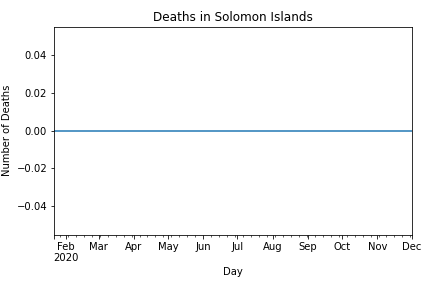 Deaths in Solomon Islands
Number of Deaths
0.04
0.02
0.00
−0.02
−0.04
Feb Mar Apr May Jun Jul Aug Sep Oct Nov Dec
2020
Day